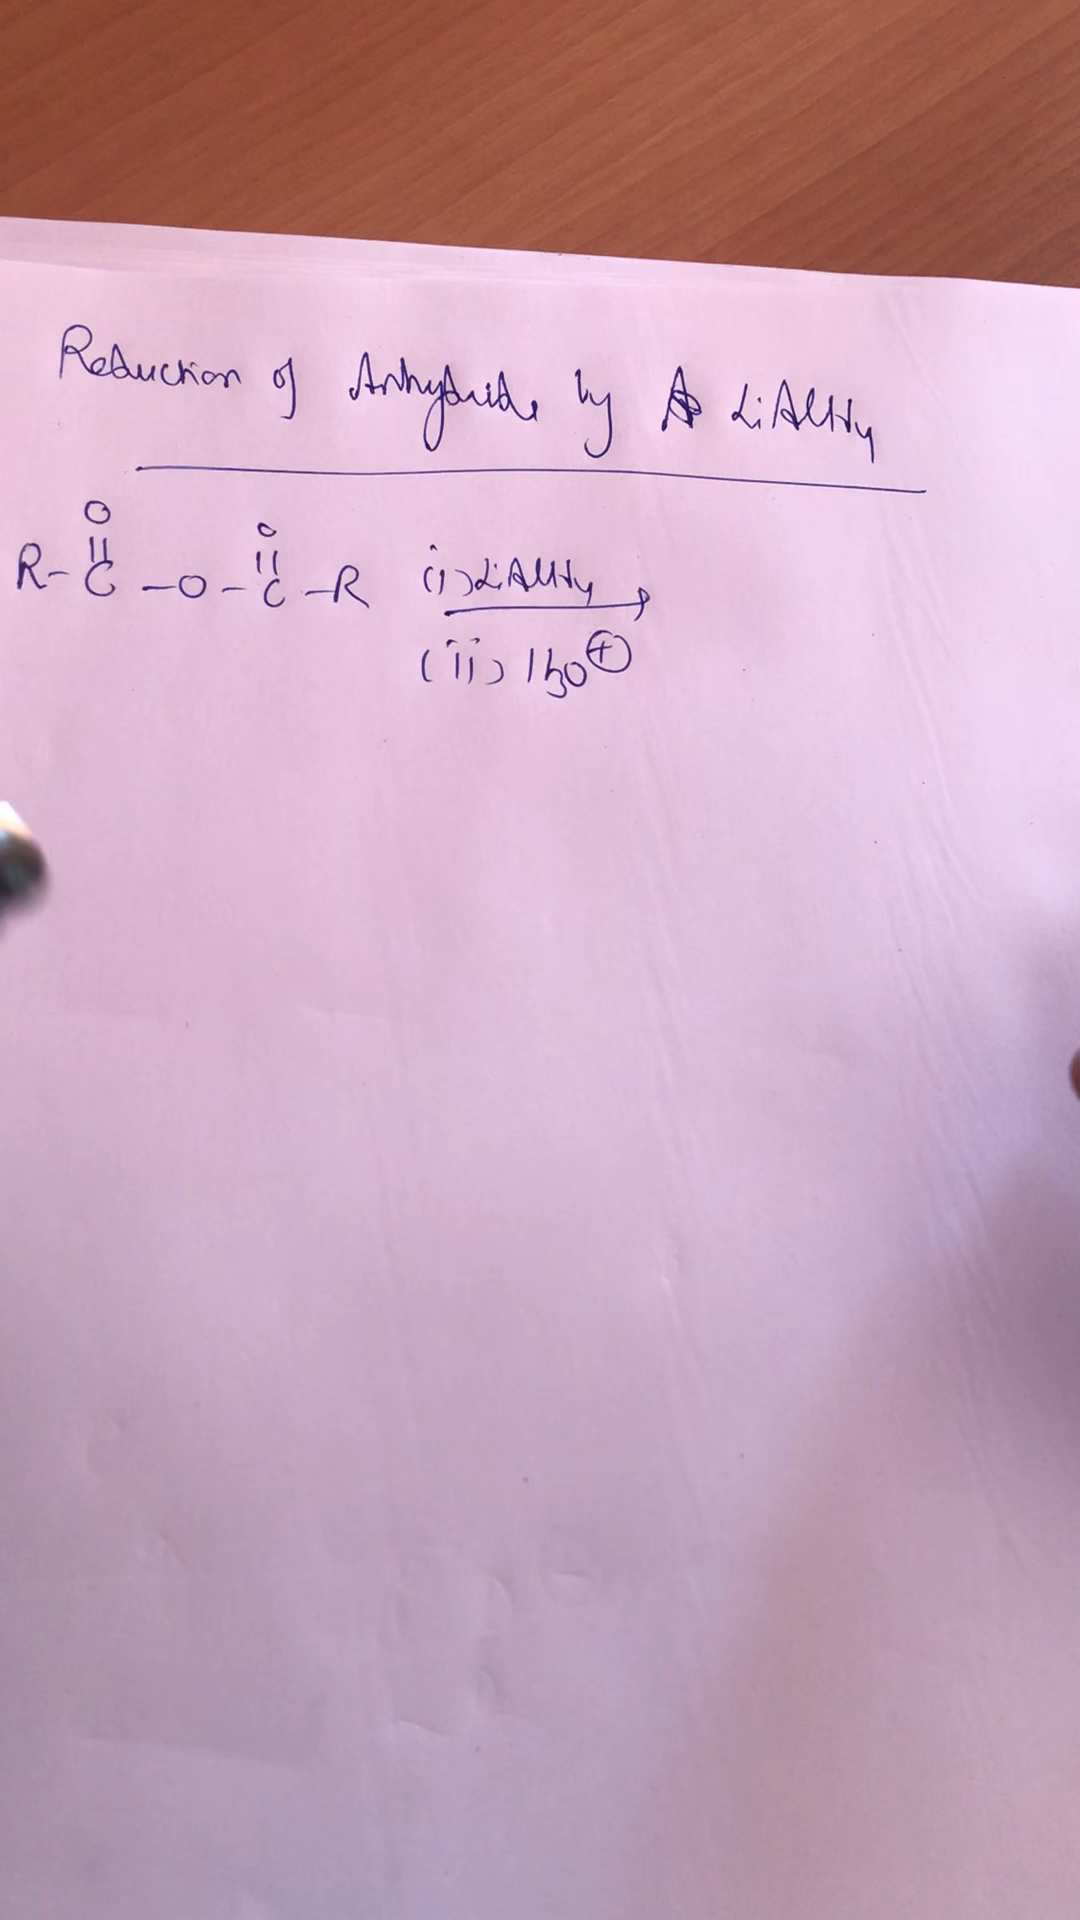 Reduction of Anhydride by LiAlH4
O O
|| ||
R-C-O-C-R (i) LiAlH4
(ii) H3O⊕